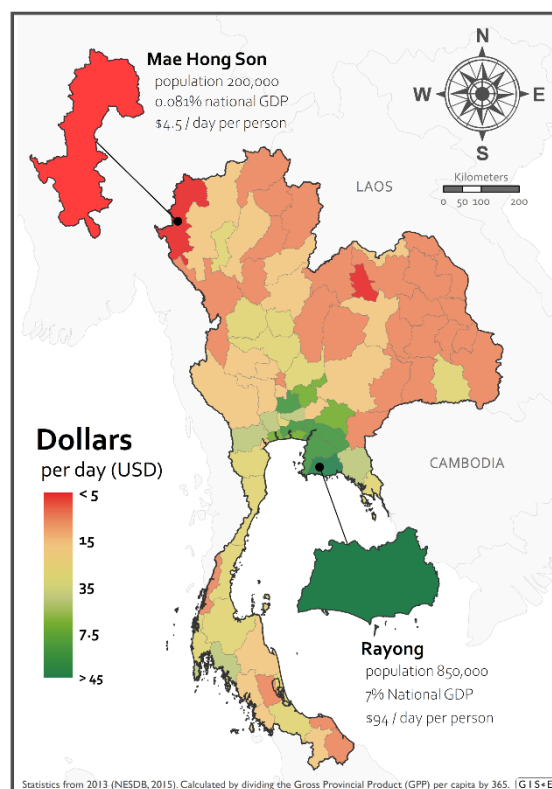 Mae Hong Son
population 200,000
0.081% national GDP
$4.5 / day per person
N
W
E
S
Kilometers
0 50 100 200
LAOS
Dollars
per day (USD)
< 5
15
35
7-5
> 45
CAMBODIA
Rayong
population 850,000
7% National GDP
$94 / day per person
Statistics from 2013 (NESDB, 2015). Calculated by dividing the Gross Provincial Product (GPP) per capita by 365. GIS•E